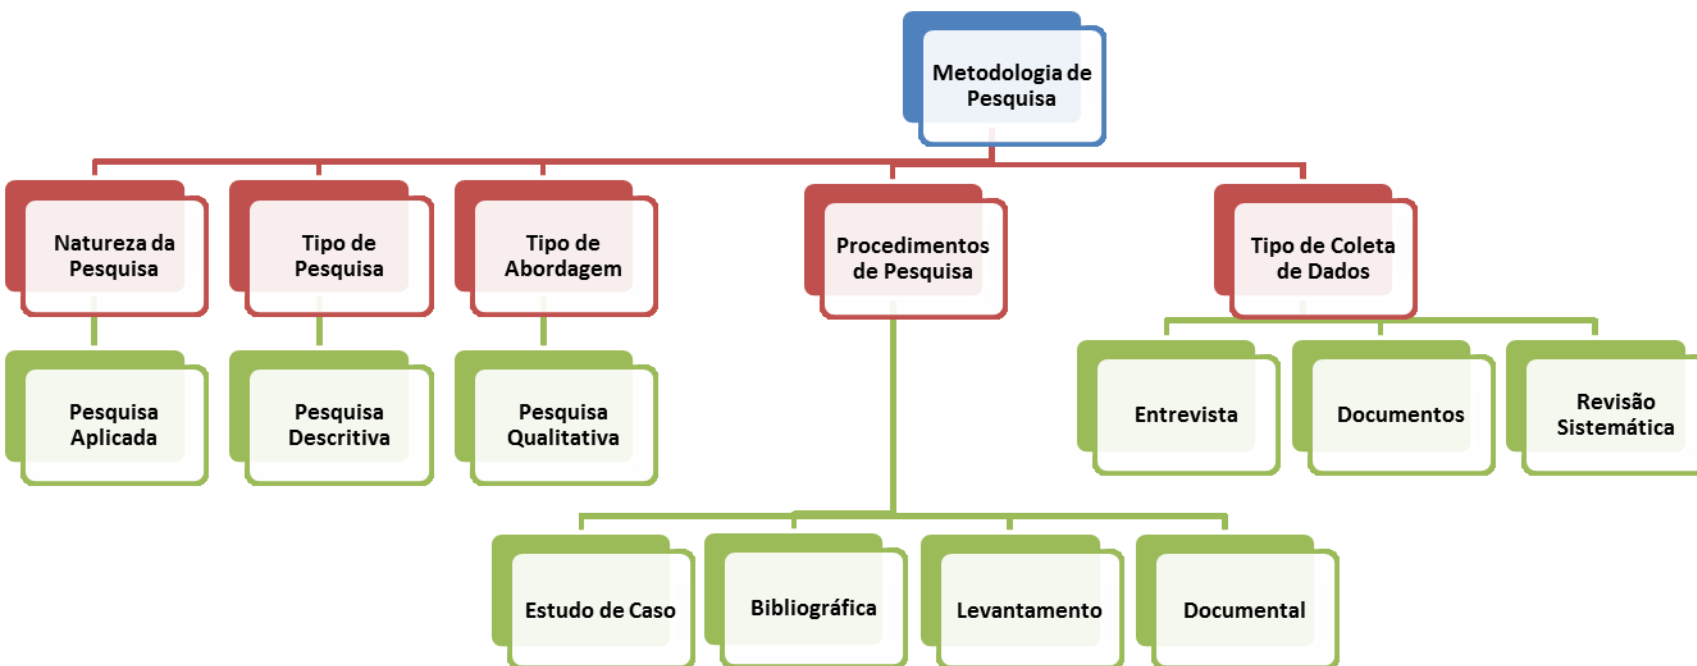 Metodologia de
Pesquisa
Natureza da
Pesquisa
Tipo de
Pesquisa
Tipo de
Abordagem
Procedimentos
de Pesquisa
Tipo de Coleta
de Dados
Pesquisa
Aplicada
Pesquisa
Descritiva
Pesquisa
Qualitativa
Entrevista
Documentos
Revisão
Sistemática
Estudo de Caso
Bibliográfica
Levantamento
Documental